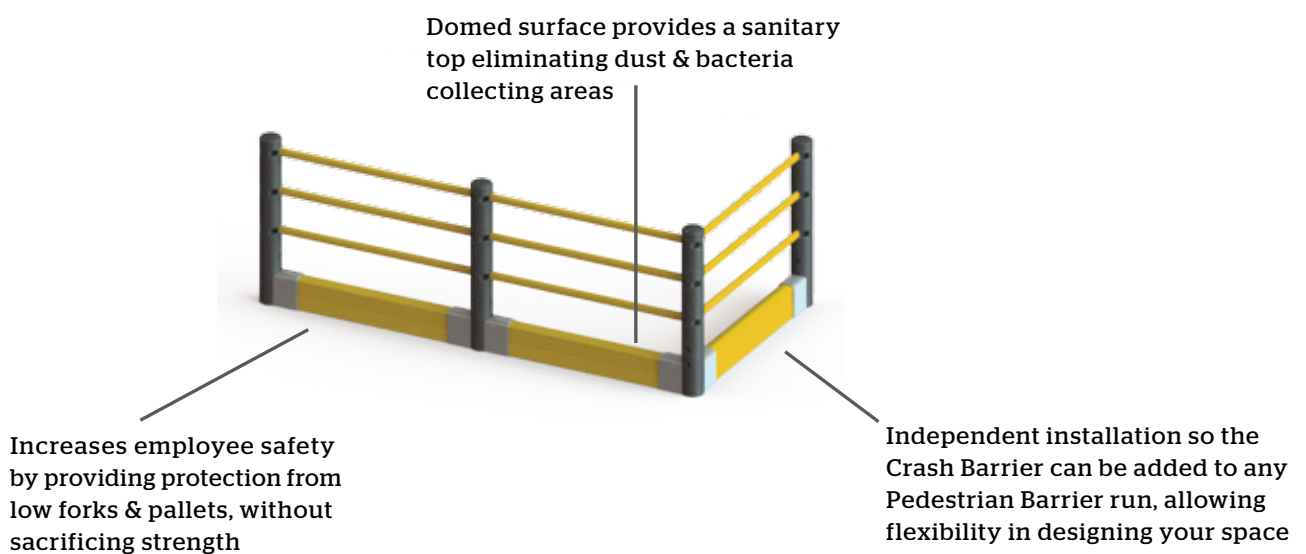 Domed surface provides a sanitary
top eliminating dust & bacteria
collecting areas
Increases employee safety
by providing protection from
low forks & pallets, without
sacrificing strength
Independent installation so the
Crash Barrier can be added to any
Pedestrian Barrier run, allowing
flexibility in designing your space